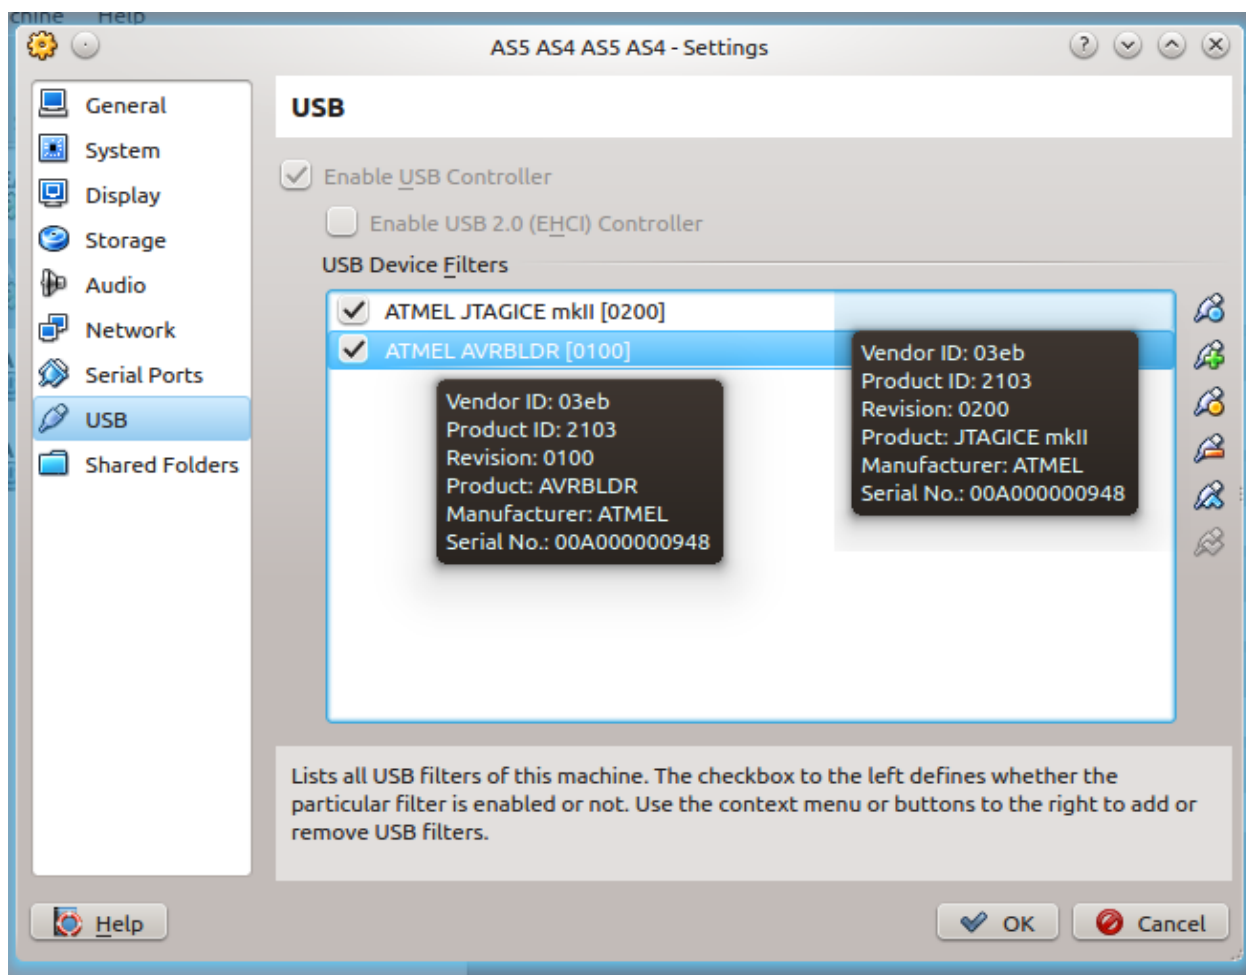 chine Help
AS5 AS4 AS5 AS4 - Settings
General
System
Display
Storage
Audio
Network
Serial Ports
USB
Shared Folders
USB
Enable USB Controller
Enable USB 2.0 (EHCI) Controller
USB Device Filters
ATMEL JTAGICE mkII [0200]
ATMEL AVRBLDR [0100]
Vendor ID: 03eb
Product ID: 2103
Revision: 0100
Product: AVRBLDR
Manufacturer: ATMEL
Serial No.: 00A000000948
Vendor ID: 03eb
Product ID: 2103
Revision: 0200
Product: JTAGICE mkII
Manufacturer: ATMEL
Serial No.: 00A000000948
Lists all USB filters of this machine. The checkbox to the left defines whether the
particular filter is enabled or not. Use the context menu or buttons to the right to add or
remove USB filters.
Help
OK
Cancel